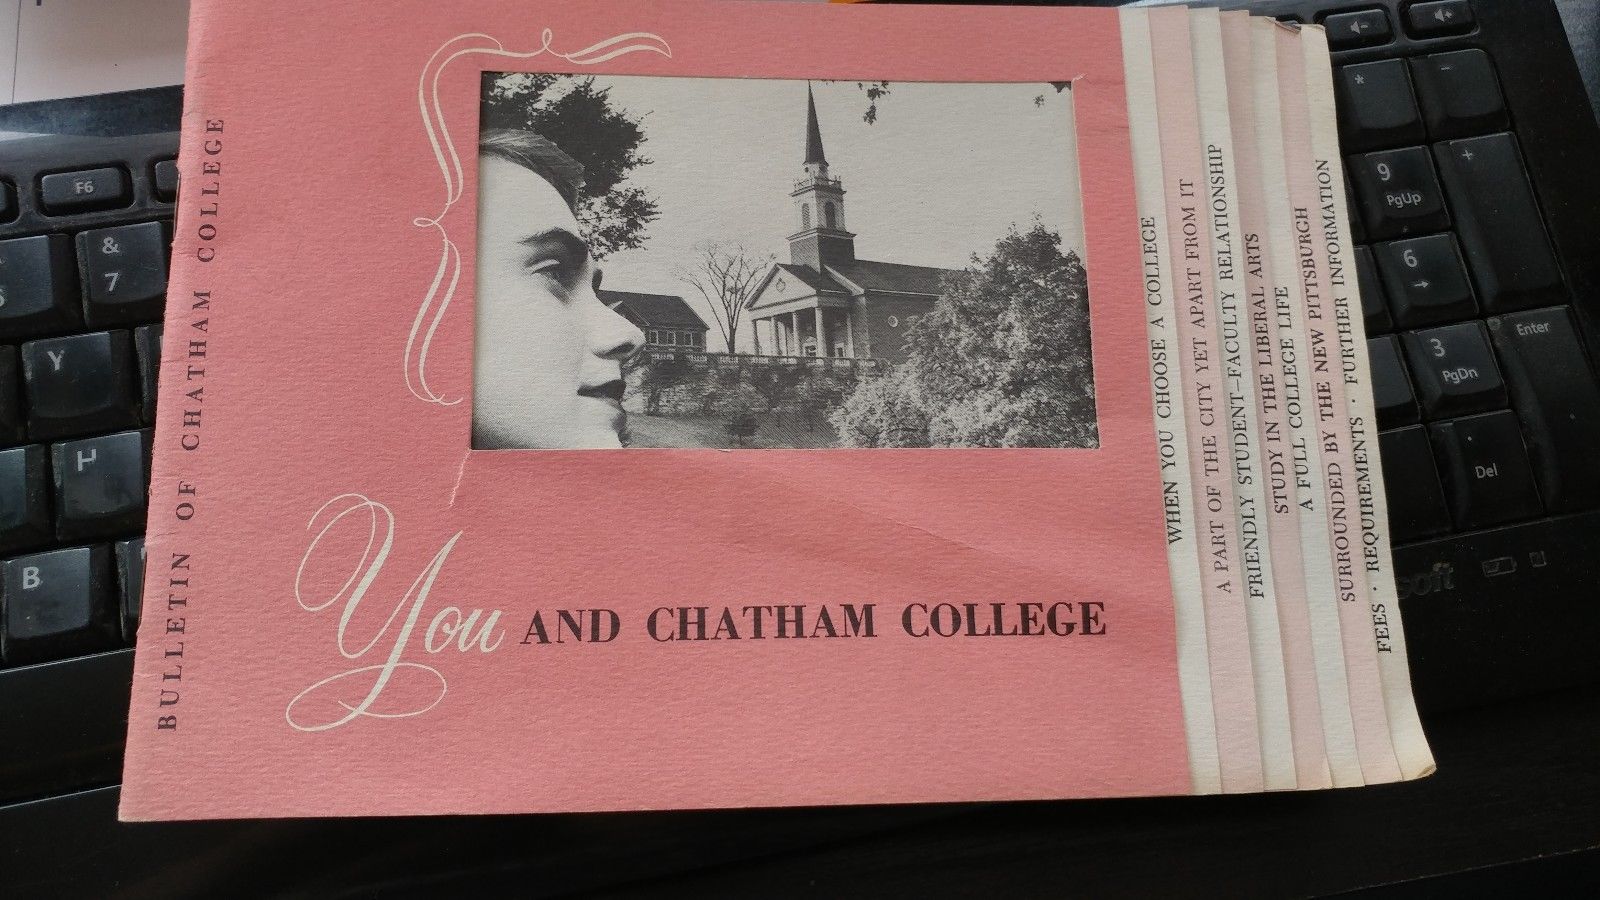 BULLETIN OF CHATHAM COLLEGE
You AND CHATHAM COLLEGE
WHEN YOU CHOOSE A COLLEGE
A PART OF THE CITY YET APART FROM IT
FRIENDLY STUDENT–FACULTY RELATIONSHIP
STUDY IN THE LIBERAL ARTS
A FULL COLLEGE LIFE
SURROUNDED BY THE NEW PITTSBURGH
FEES · REQUIREMENTS · FURTHER INFORMATION
F6
&
7
Y
H
B
*
-
+
9
PgUp
6
→
3
PgDn
Enter
.
Del